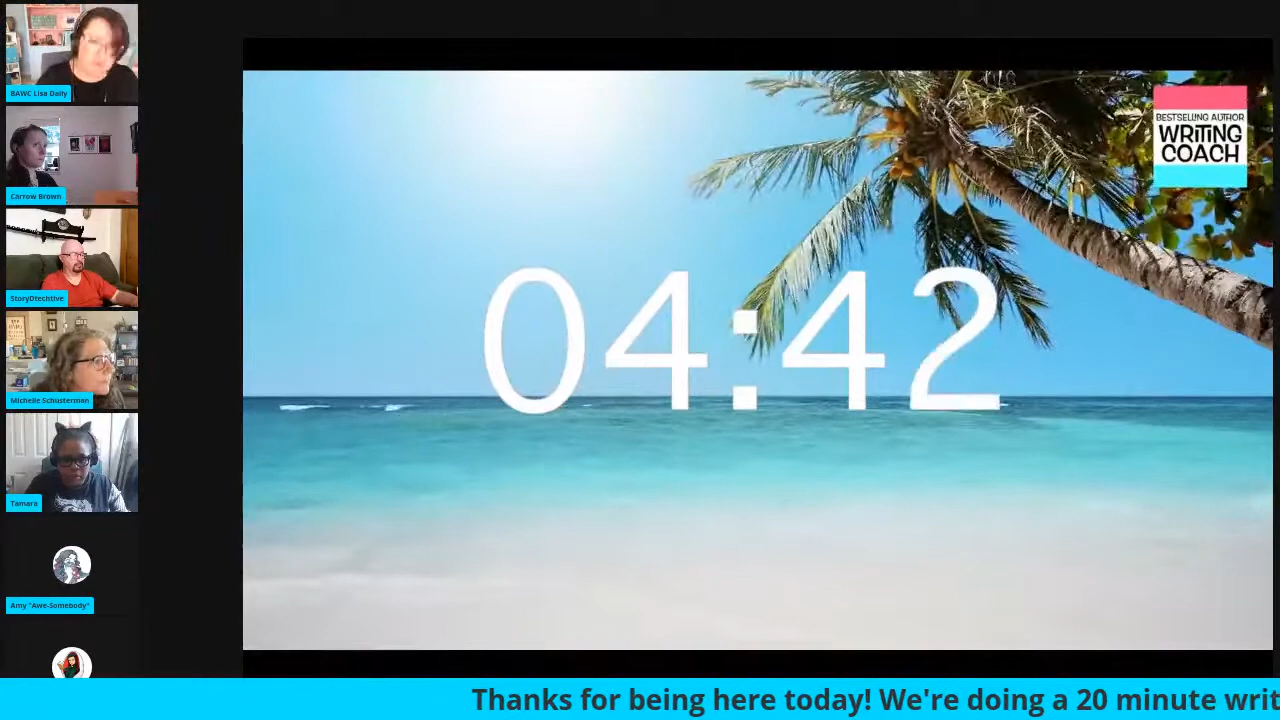 BAWC Lisa Daily
Carrow Brown
StoryDtechtive
Michelle Schusterman
Tamara
Amy "Awe-Somebody"
04:42
BESTSELLING AUTHOR
WRITING
COACH
Thanks for being here today! We're doing a 20 minute writ